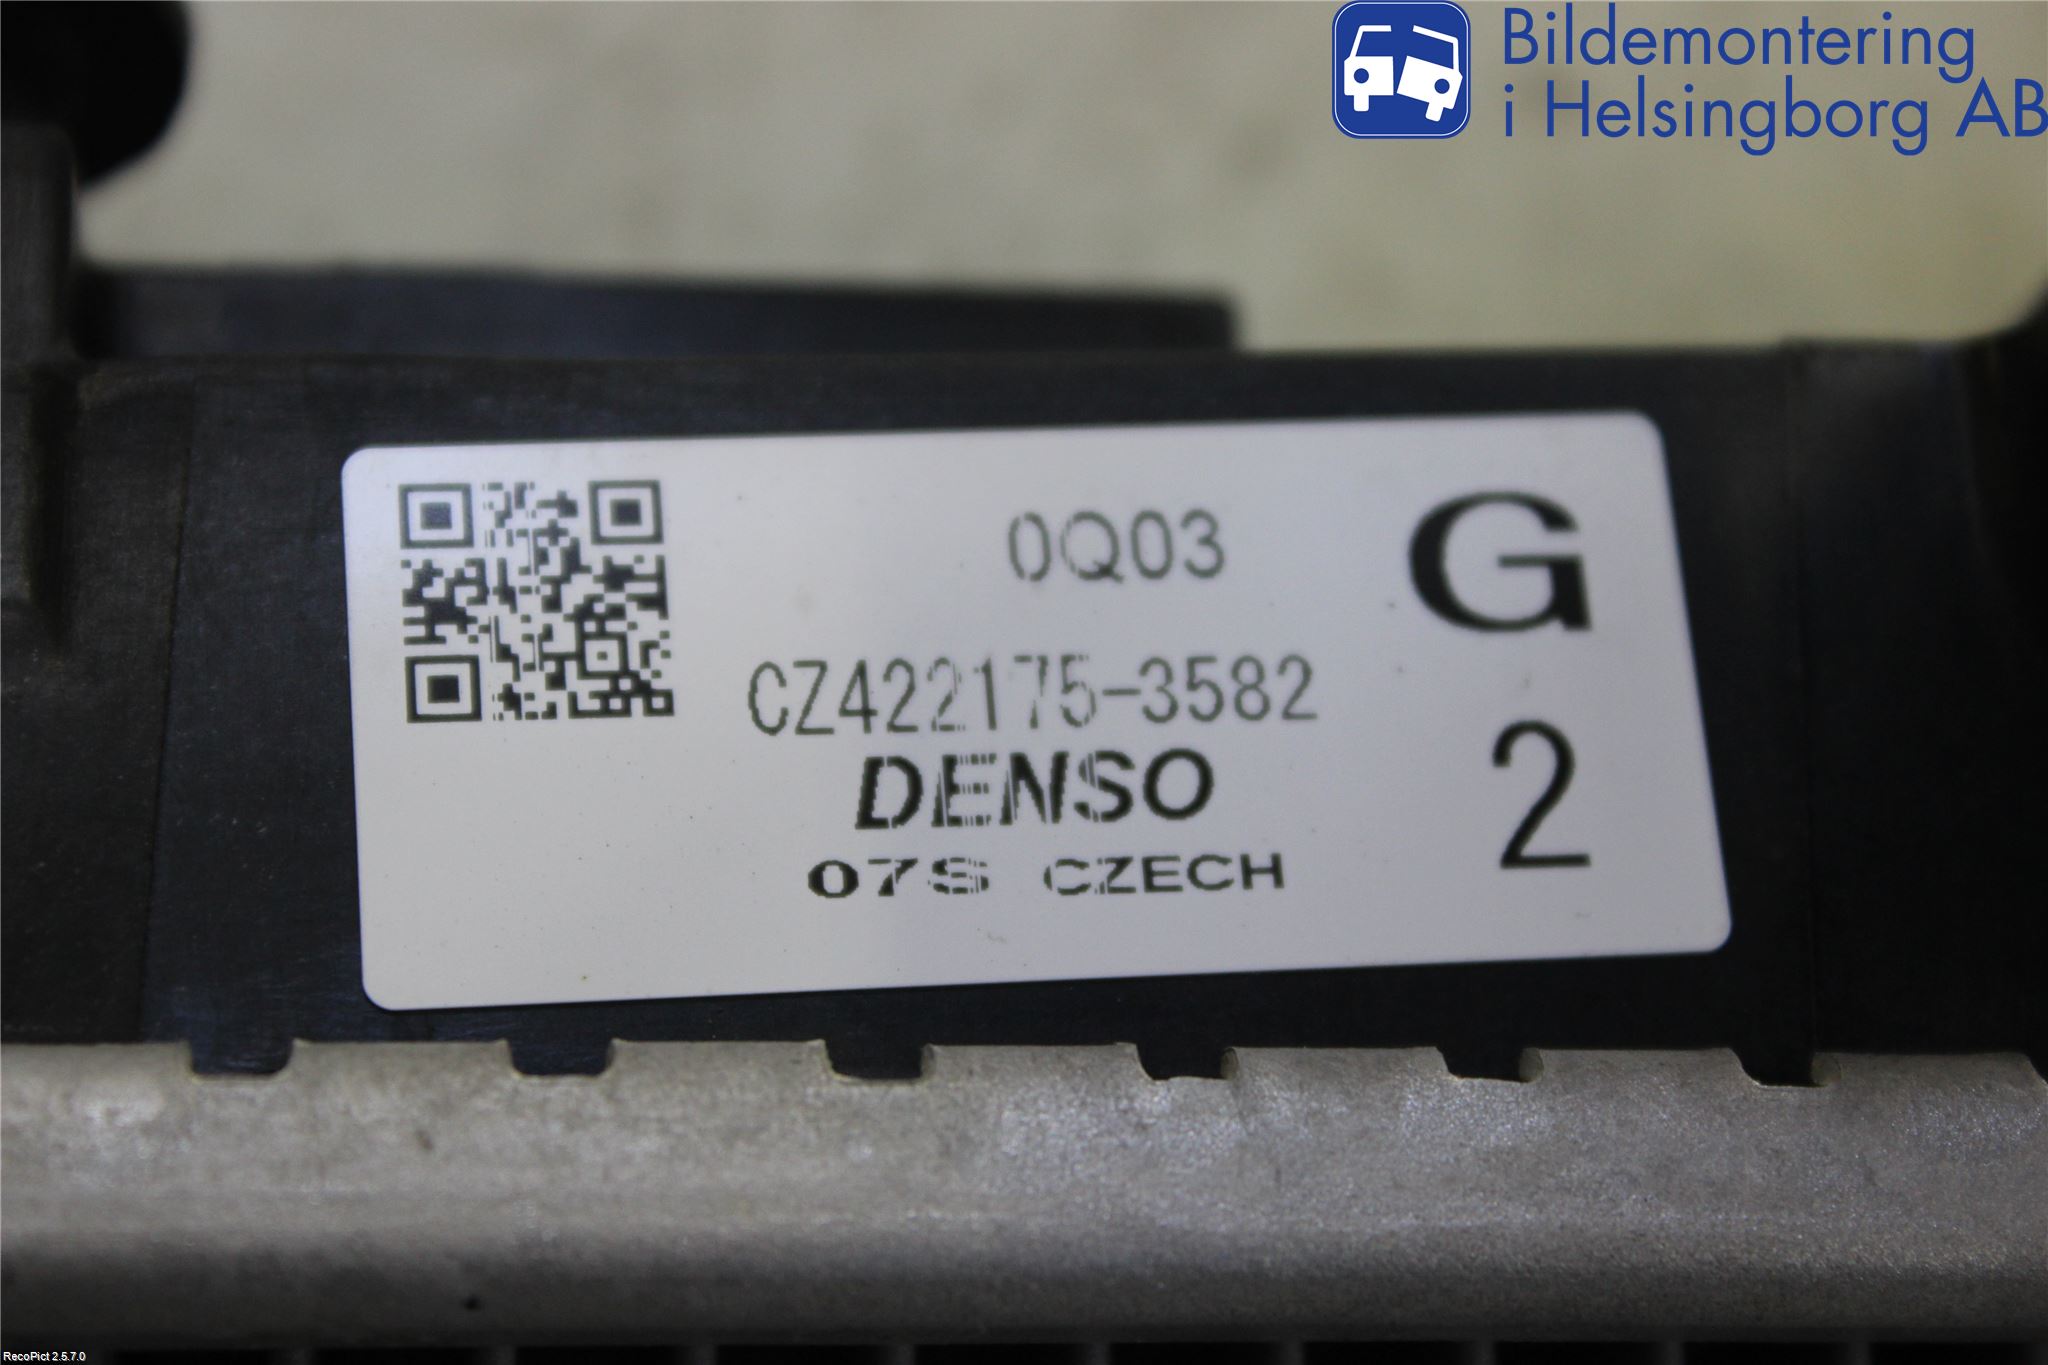 Bildemontering
i Helsingborg AB
0Q03
G
CZ422175-3582
2
DENSO
07S CZECH
RecoPict 2.5.7.0